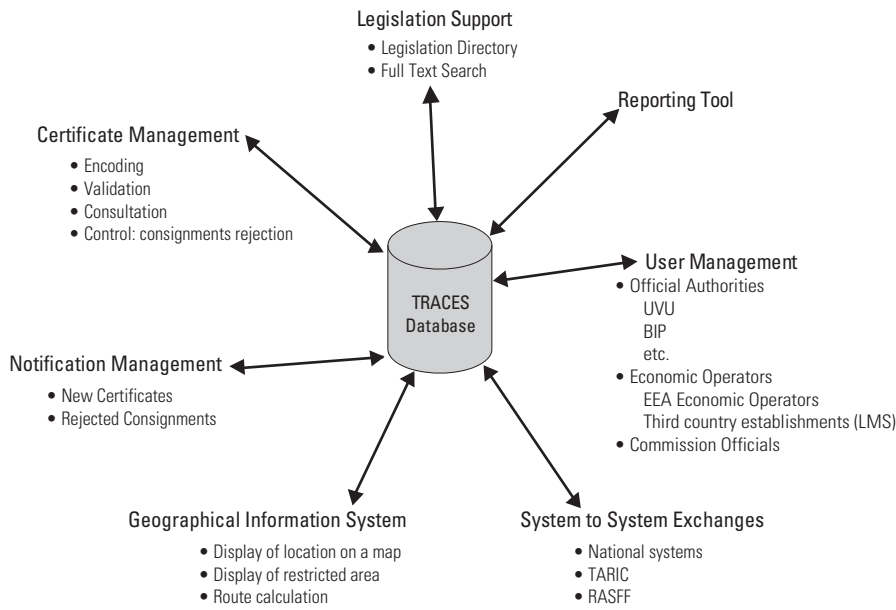 Legislation Support
• Legislation Directory
• Full Text Search
Reporting Tool
Certificate Management
• Encoding
• Validation
• Consultation
• Control: consignments rejection
TRACES
Database
User Management
• Official Authorities
UVU
BIP
etc.
• Economic Operators
EEA Economic Operators
Third country establishments (LMS)
• Commission Officials
Notification Management
• New Certificates
• Rejected Consignments
Geographical Information System
• Display of location on a map
• Display of restricted area
• Route calculation
System to System Exchanges
• National systems
• TARIC
• RASFF